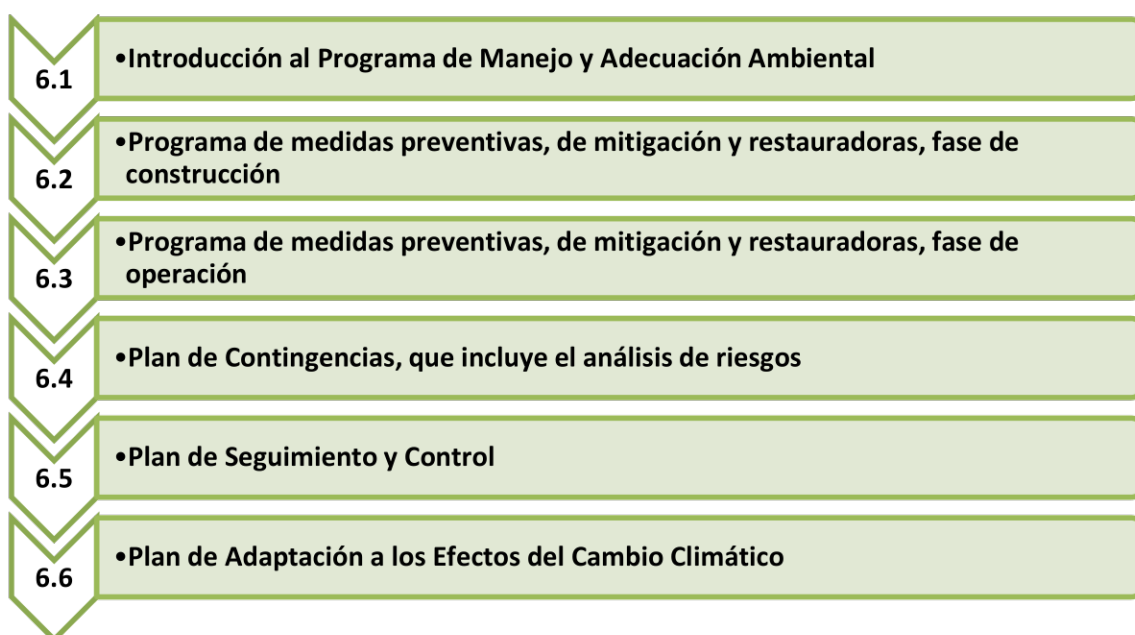 6.1
•Introducción al Programa de Manejo y Adecuación Ambiental
6.2
•Programa de medidas preventivas, de mitigación y restauradoras, fase de
construcción
6.3
•Programa de medidas preventivas, de mitigación y restauradoras, fase de
operación
6.4
•Plan de Contingencias, que incluye el análisis de riesgos
6.5
•Plan de Seguimiento y Control
6.6
•Plan de Adaptación a los Efectos del Cambio Climático